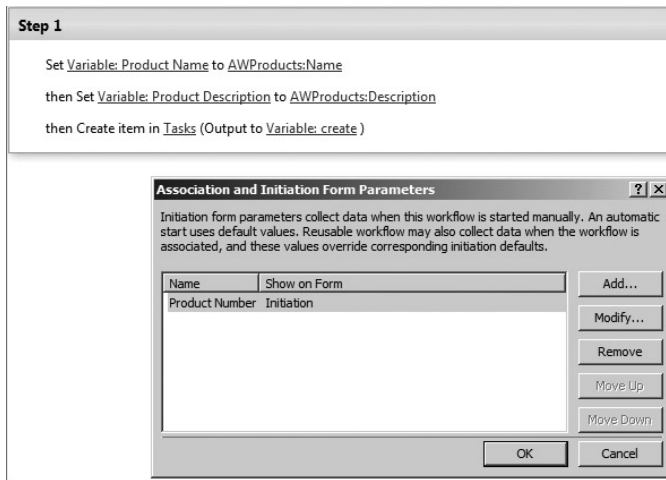 Step 1
Set Variable: Product Name to AWProducts:Name
then Set Variable: Product Description to AWProducts:Description
then Create item in Tasks (Output to Variable: create )
Association and Initiation Form Parameters
Initiation form parameters collect data when this workflow is started manually. An automatic
start uses default values. Reusable workflow may also collect data when the workflow is
associated, and these values override corresponding initiation defaults.
Name Show on Form
Product Number Initiation
Add...
Modify...
Remove
Move Up
Move Down
OK Cancel